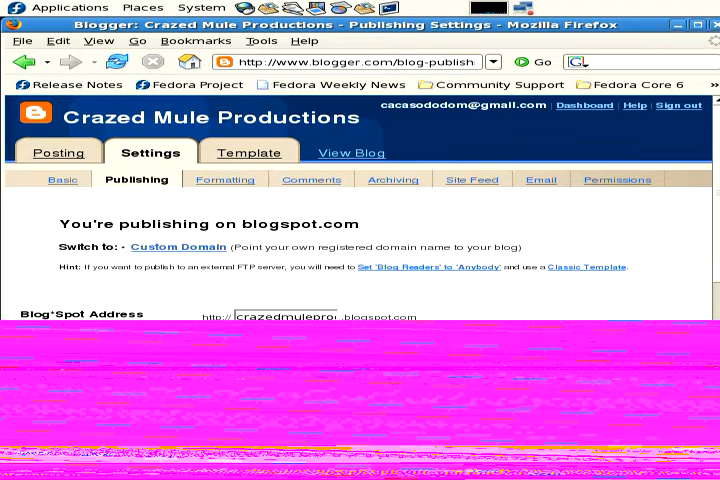 Applications Places System
Blogger: Crazed Mule Productions - Publishing Settings - Mozilla Firefox
File Edit View Go Bookmarks Tools Help
http://www.blogger.com/blog-publish Go
Release Notes Fedora Project Fedora Weekly News Community Support Fedora Core 6 »
cacasododom@gmail.com | Dashboard | Help | Sign out
Crazed Mule Productions
Posting Settings Template View Blog
Basic Publishing Formatting Comments Archiving Site Feed Email Permissions
You're publishing on blogspot.com
Switch to: • Custom Domain (Point your own registered domain name to your blog)
Hint: If you want to publish to an external FTP server, you will need to Set 'Blog Readers' to 'Anybody' and use a Classic Template.
Blog*Spot Address http:// crazedmulepro .blogspot.com